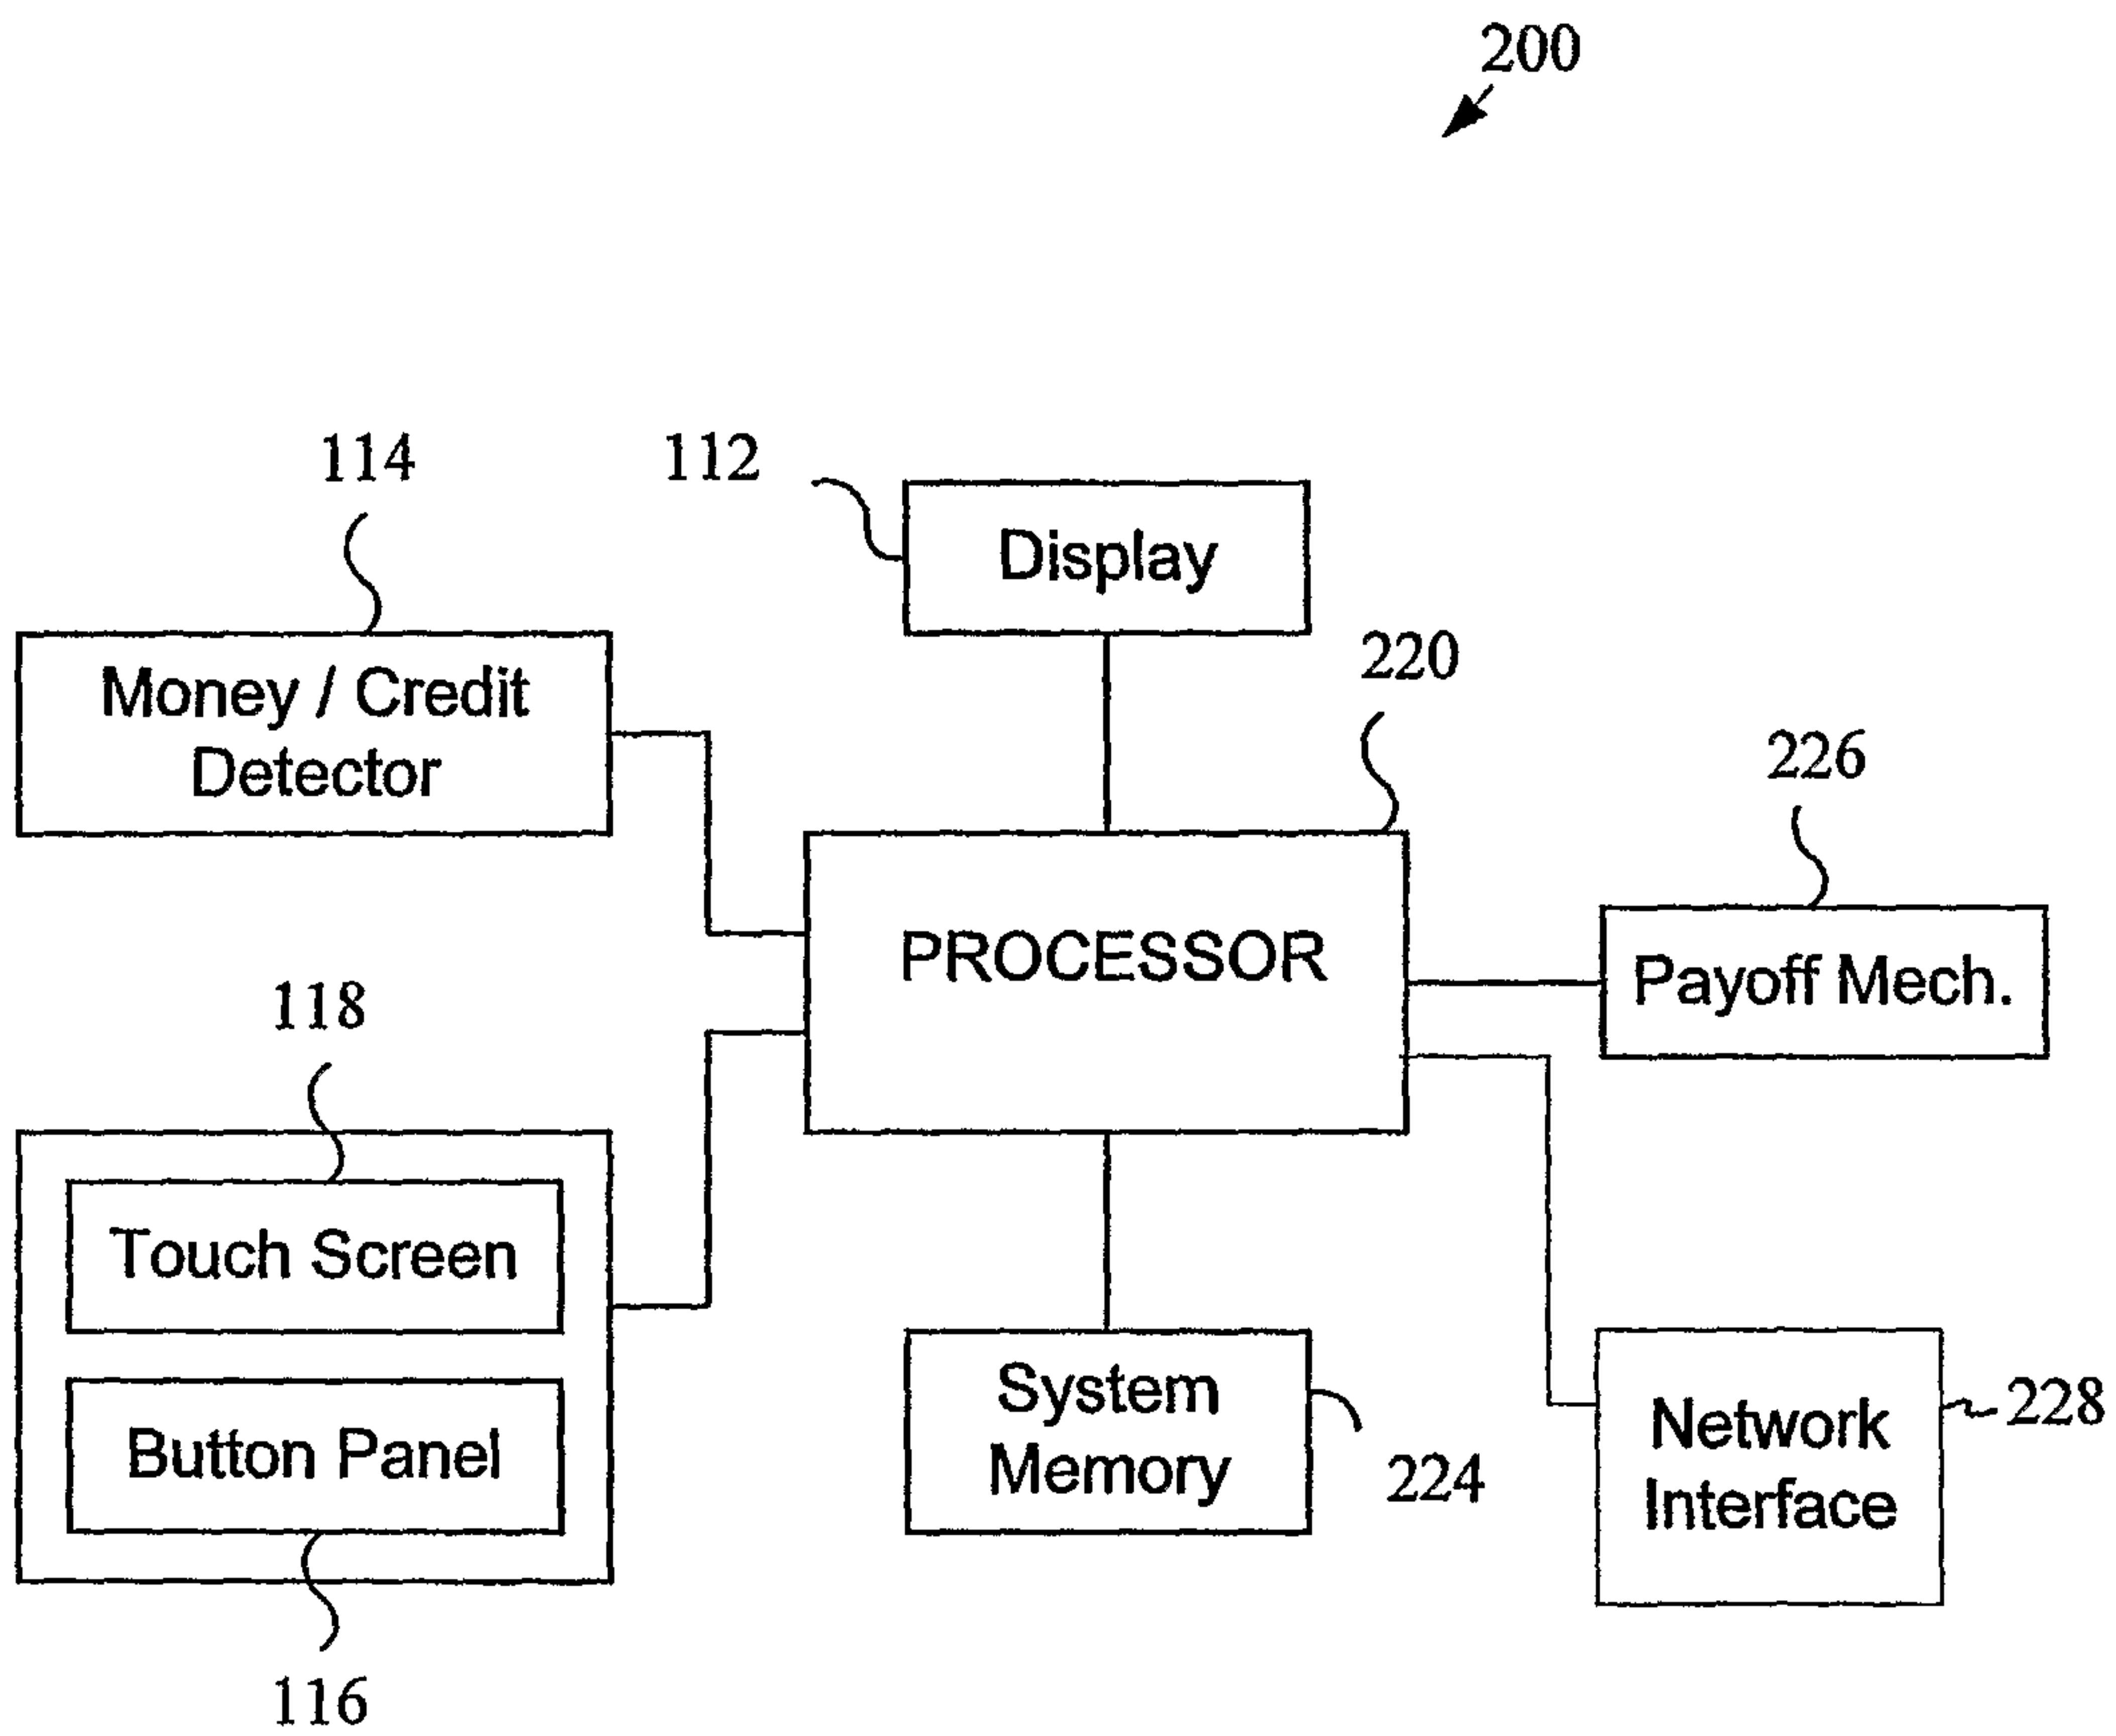 200
114
112
Display
220
Money / Credit
Detector
226
PROCESSOR
Payoff Mech.
118
Touch Screen
System
Memory
224
Network
Interface
228
Button Panel
116